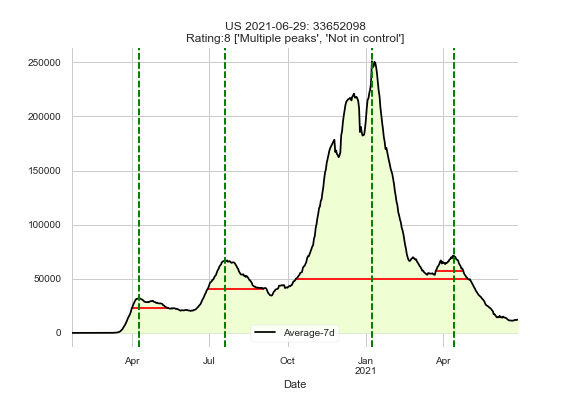 US 2021-06-29: 33652098
Rating:8 ['Multiple peaks', 'Not in control']
250000
200000
150000
100000
50000
0
Average-7d
Apr Jul Oct Jan Apr
2021
Date